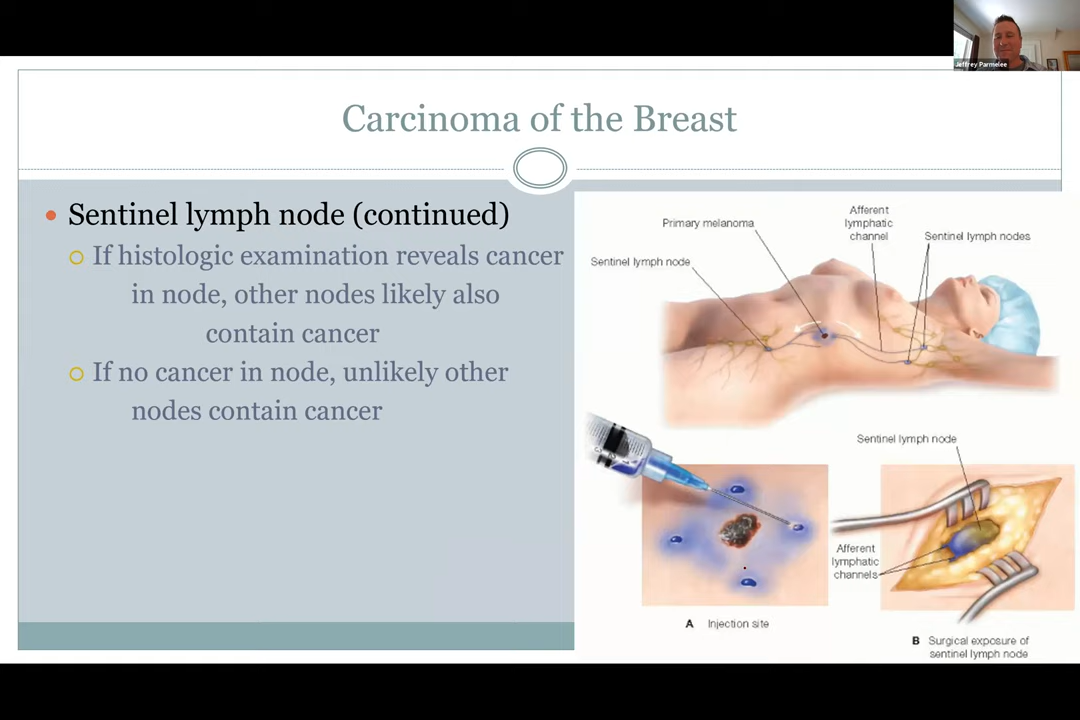 Jeffrey Parmelee
Carcinoma of the Breast
• Sentinel lymph node (continued)
○ If histologic examination reveals cancer
in node, other nodes likely also
contain cancer
○ If no cancer in node, unlikely other
nodes contain cancer
Primary melanoma
Afferent
lymphatic
channel
Sentinel lymph nodes
Sentinel lymph node
Sentinel lymph node
Afferent
lymphatic
channels
A Injection site
B Surgical exposure of
sentinel lymph node